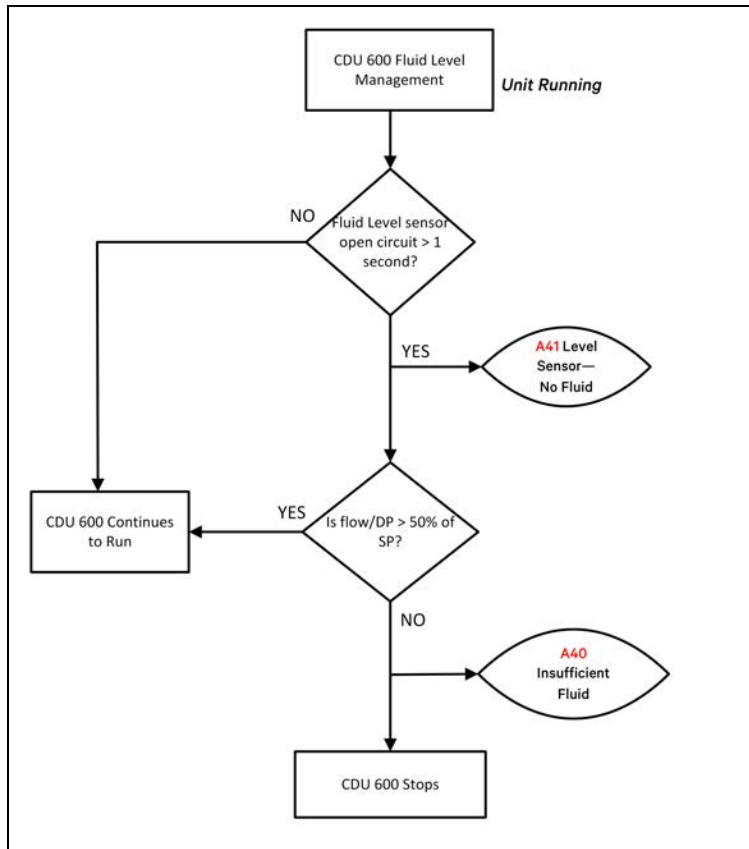 CDU 600 Fluid Level
Management
Unit Running
NO
Fluid Level sensor
open circuit > 1
second?
YES
A41 Level
Sensor—
No Fluid
CDU 600 Continues
to Run
YES
Is flow/DP > 50% of
SP?
NO
A40
Insufficient
Fluid
CDU 600 Stops